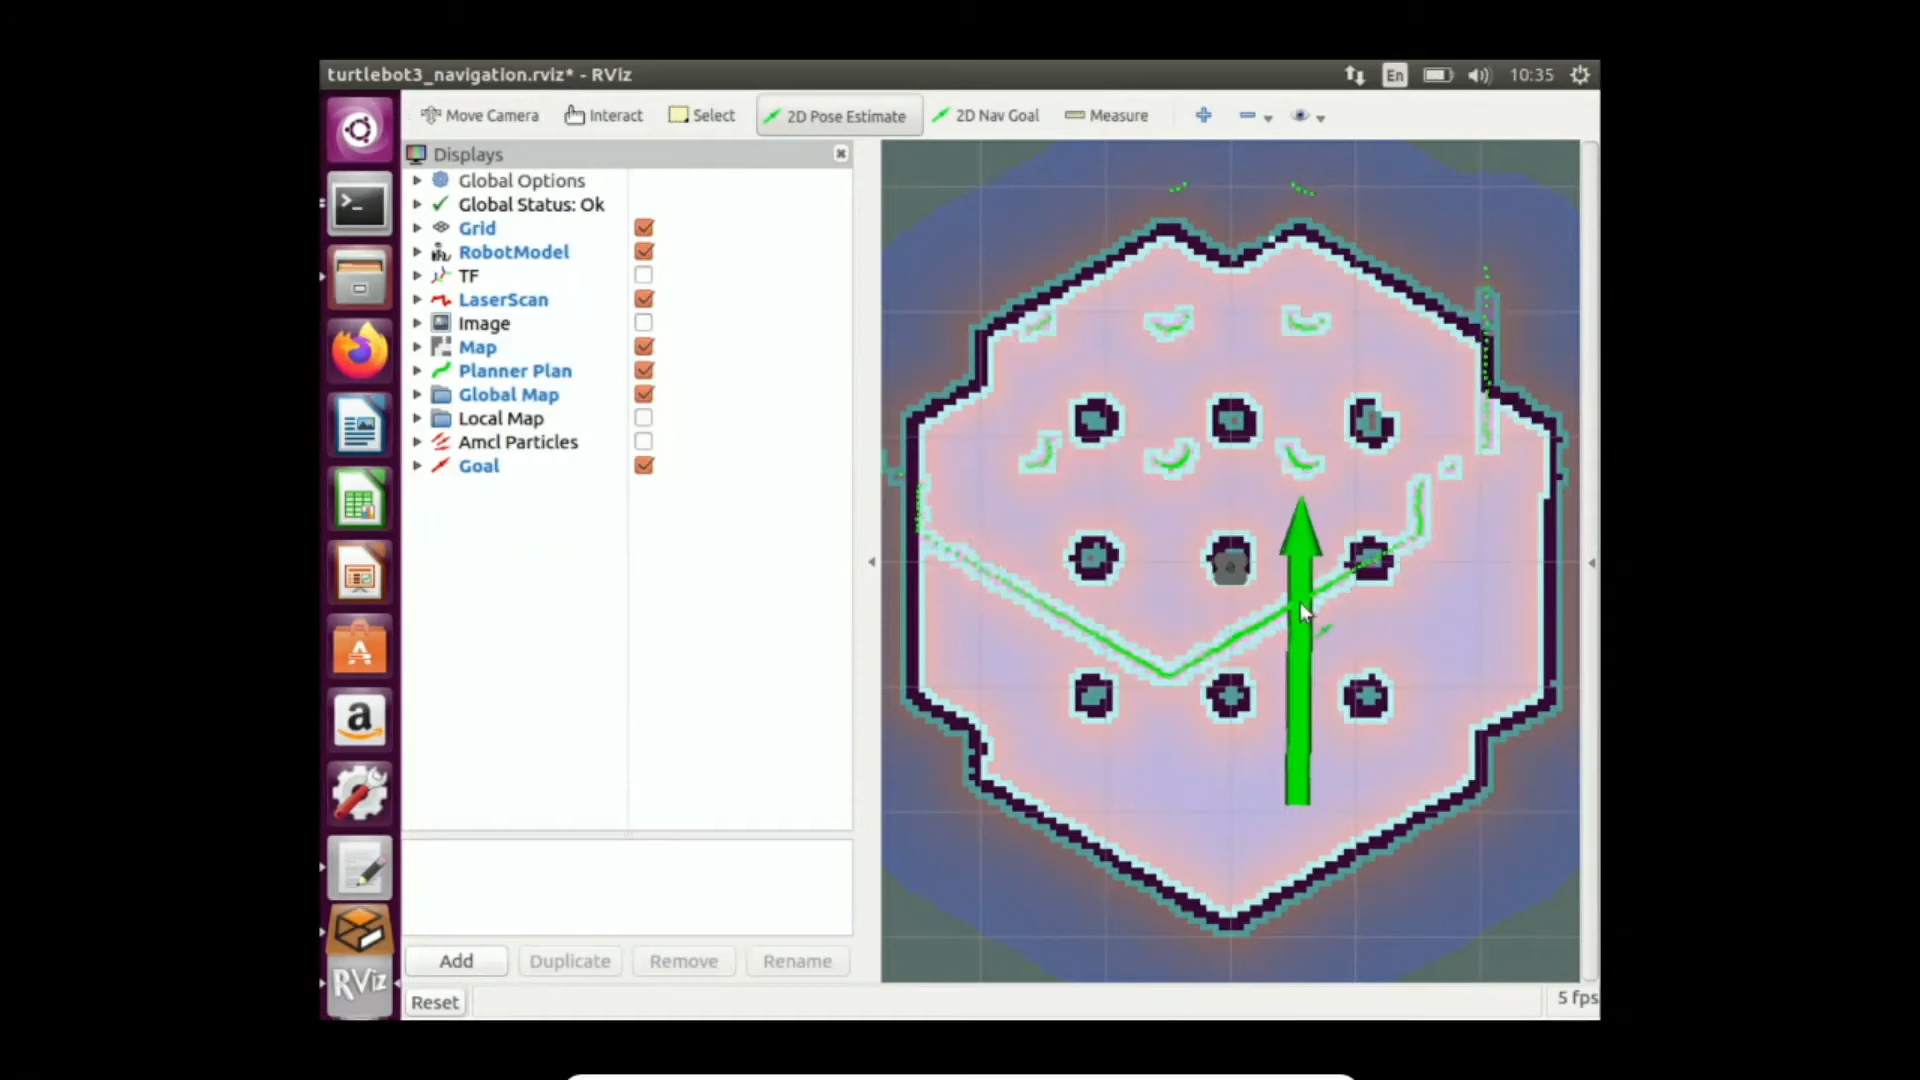 turtlebot3_navigation.rviz* - RViz
En
10:35
Move Camera
Interact
Select
2D Pose Estimate
2D Nav Goal
Measure
Displays
Global Options
Global Status: Ok
Grid
RobotModel
TF
LaserScan
Image
Map
Planner Plan
Global Map
Local Map
Amcl Particles
Goal
Add
Duplicate
Remove
Rename
Reset
5 fps
RViz